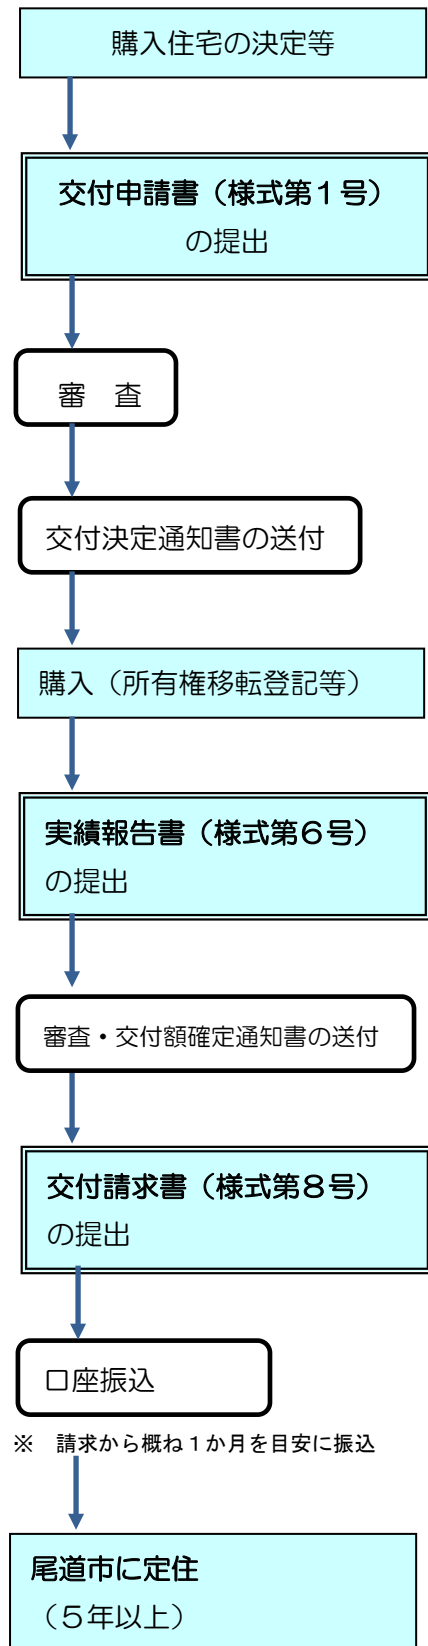 購入住宅の決定等
交付申請書（様式第１号）
の提出
審　査
交付決定通知書の送付
購入（所有権移転登記等）
実績報告書（様式第６号）
の提出
審査・交付額確定通知書の送付
交付請求書（様式第８号）
の提出
口座振込
※　請求から概ね１か月を目安に振込
尾道市に定住
（５年以上）